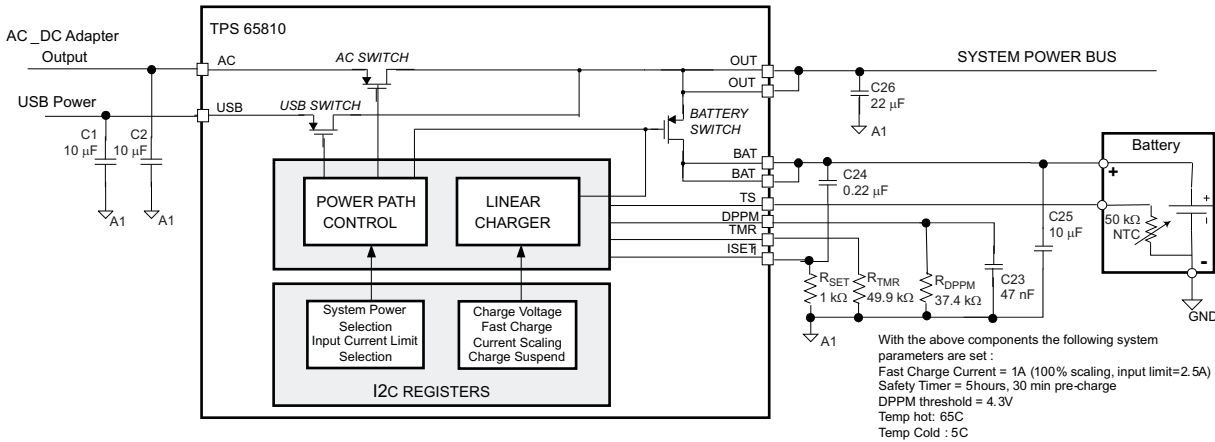 TPS 65810
AC _DC Adapter
Output
AC
AC SWITCH
OUT
SYSTEM POWER BUS
OUT
C26
22 μF
A1
USB Power
USB
USB SWITCH
BATTERY
SWITCH
C1
10 μF
C2
10 μF
A1
A1
BAT
BAT
C24
0.22 μF
Battery
+
+
-
-
POWER PATH
CONTROL
LINEAR
CHARGER
TS
DPPM
TMR
ISET1
C25
10 μF
50 kΩ
NTC
RSET
1 kΩ
RTMR
49.9 kΩ
RDPPM
37.4 kΩ
C23
47 nF
A1
GND
System Power
Selection
Input Current Limit
Selection
Charge Voltage
Fast Charge
Current Scaling
Charge Suspend
I2C REGISTERS
With the above components the following system
parameters are set :
Fast Charge Current = 1A (100% scaling, input limit=2.5A)
Safety Timer = 5hours, 30 min pre-charge
DPPM threshold = 4.3V
Temp hot: 65C
Temp Cold : 5C